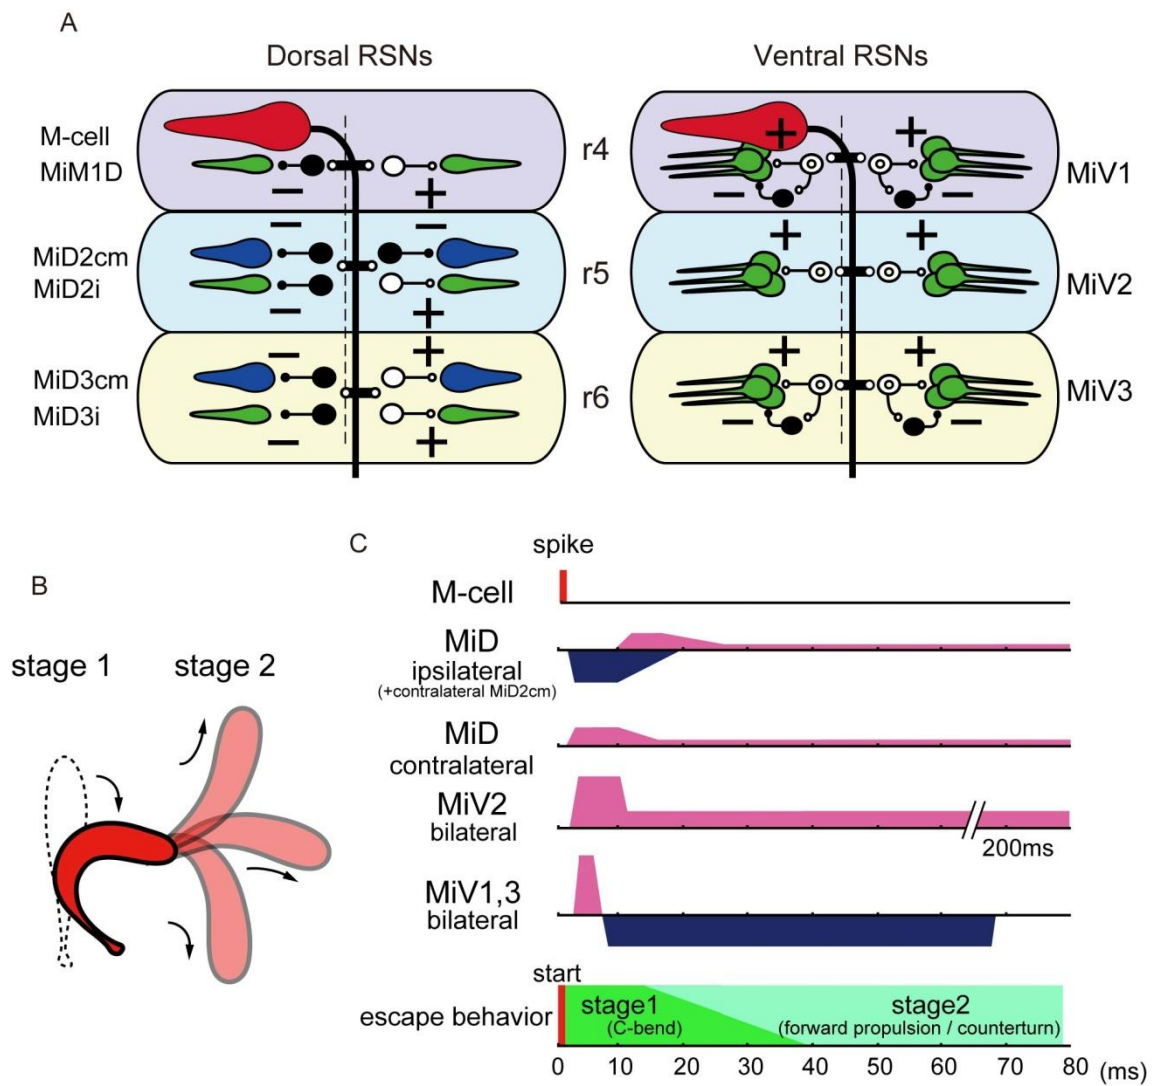 A
Dorsal RSNs
Ventral RSNs
M-cell
MiM1D
r4
MiV1
MiD2cm
MiD2i
r5
MiV2
MiD3cm
MiD3i
r6
MiV3
+ +
− +
− −
− −
+ +
− +
− +
+ +
− +
− −
B
stage 1
stage 2
C
spike
M-cell
MiD
ipsilateral
(+contralateral MiD2cm)
MiD
contralateral
MiV2
bilateral
200ms
MiV1,3
bilateral
start
escape behavior
stage1
(C-bend)
stage2
(forward propulsion / counterturn)
0 10 20 30 40 50 60 70 80 (ms)